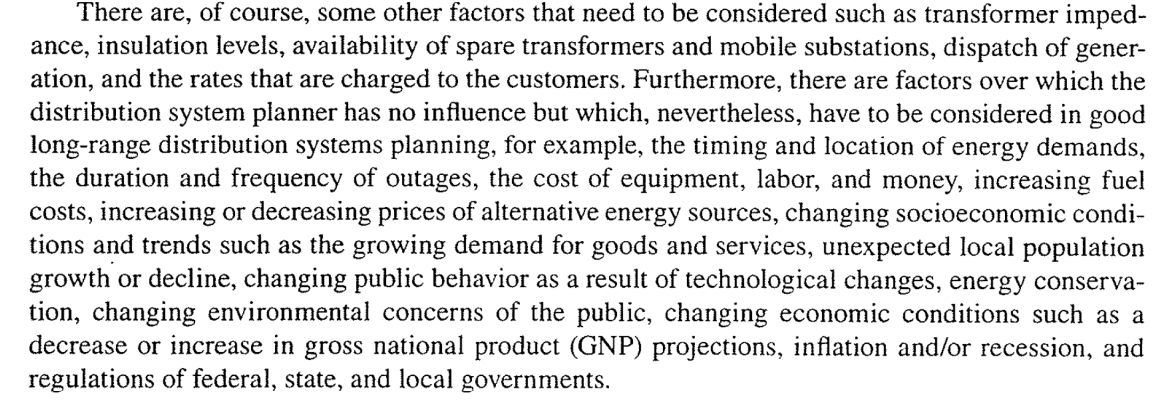 There are, of course, some other factors that need to be considered such as transformer imped-
ance, insulation levels, availability of spare transformers and mobile substations, dispatch of gener-
ation, and the rates that are charged to the customers. Furthermore, there are factors over which the
distribution system planner has no influence but which, nevertheless, have to be considered in good
long-range distribution systems planning, for example, the timing and location of energy demands,
the duration and frequency of outages, the cost of equipment, labor, and money, increasing fuel
costs, increasing or decreasing prices of alternative energy sources, changing socioeconomic condi-
tions and trends such as the growing demand for goods and services, unexpected local population
growth or decline, changing public behavior as a result of technological changes, energy conserva-
tion, changing environmental concerns of the public, changing economic conditions such as a
decrease or increase in gross national product (GNP) projections, inflation and/or recession, and
regulations of federal, state, and local governments.